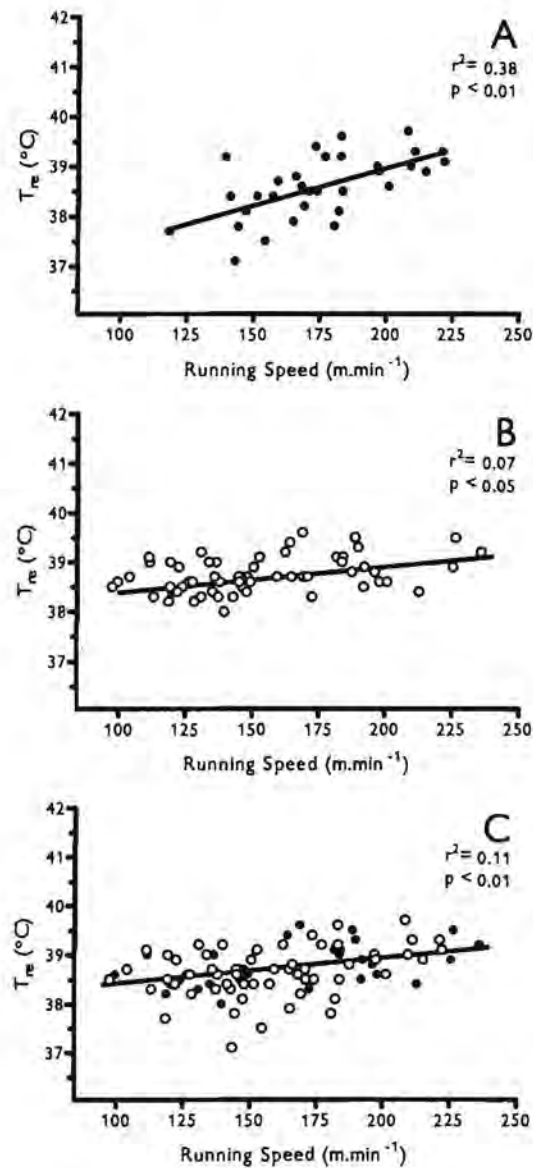 A
r² = 0.38
p < 0.01
42
41
40
39
38
37
Tre (°C)
100 125 150 175 200 225 250
Running Speed (m.min⁻¹)
B
r² = 0.07
p < 0.05
42
41
40
39
38
37
Tre (°C)
100 125 150 175 200 225 250
Running Speed (m.min⁻¹)
C
r² = 0.11
p < 0.01
42
41
40
39
38
37
Tre (°C)
100 125 150 175 200 225 250
Running Speed (m.min⁻¹)